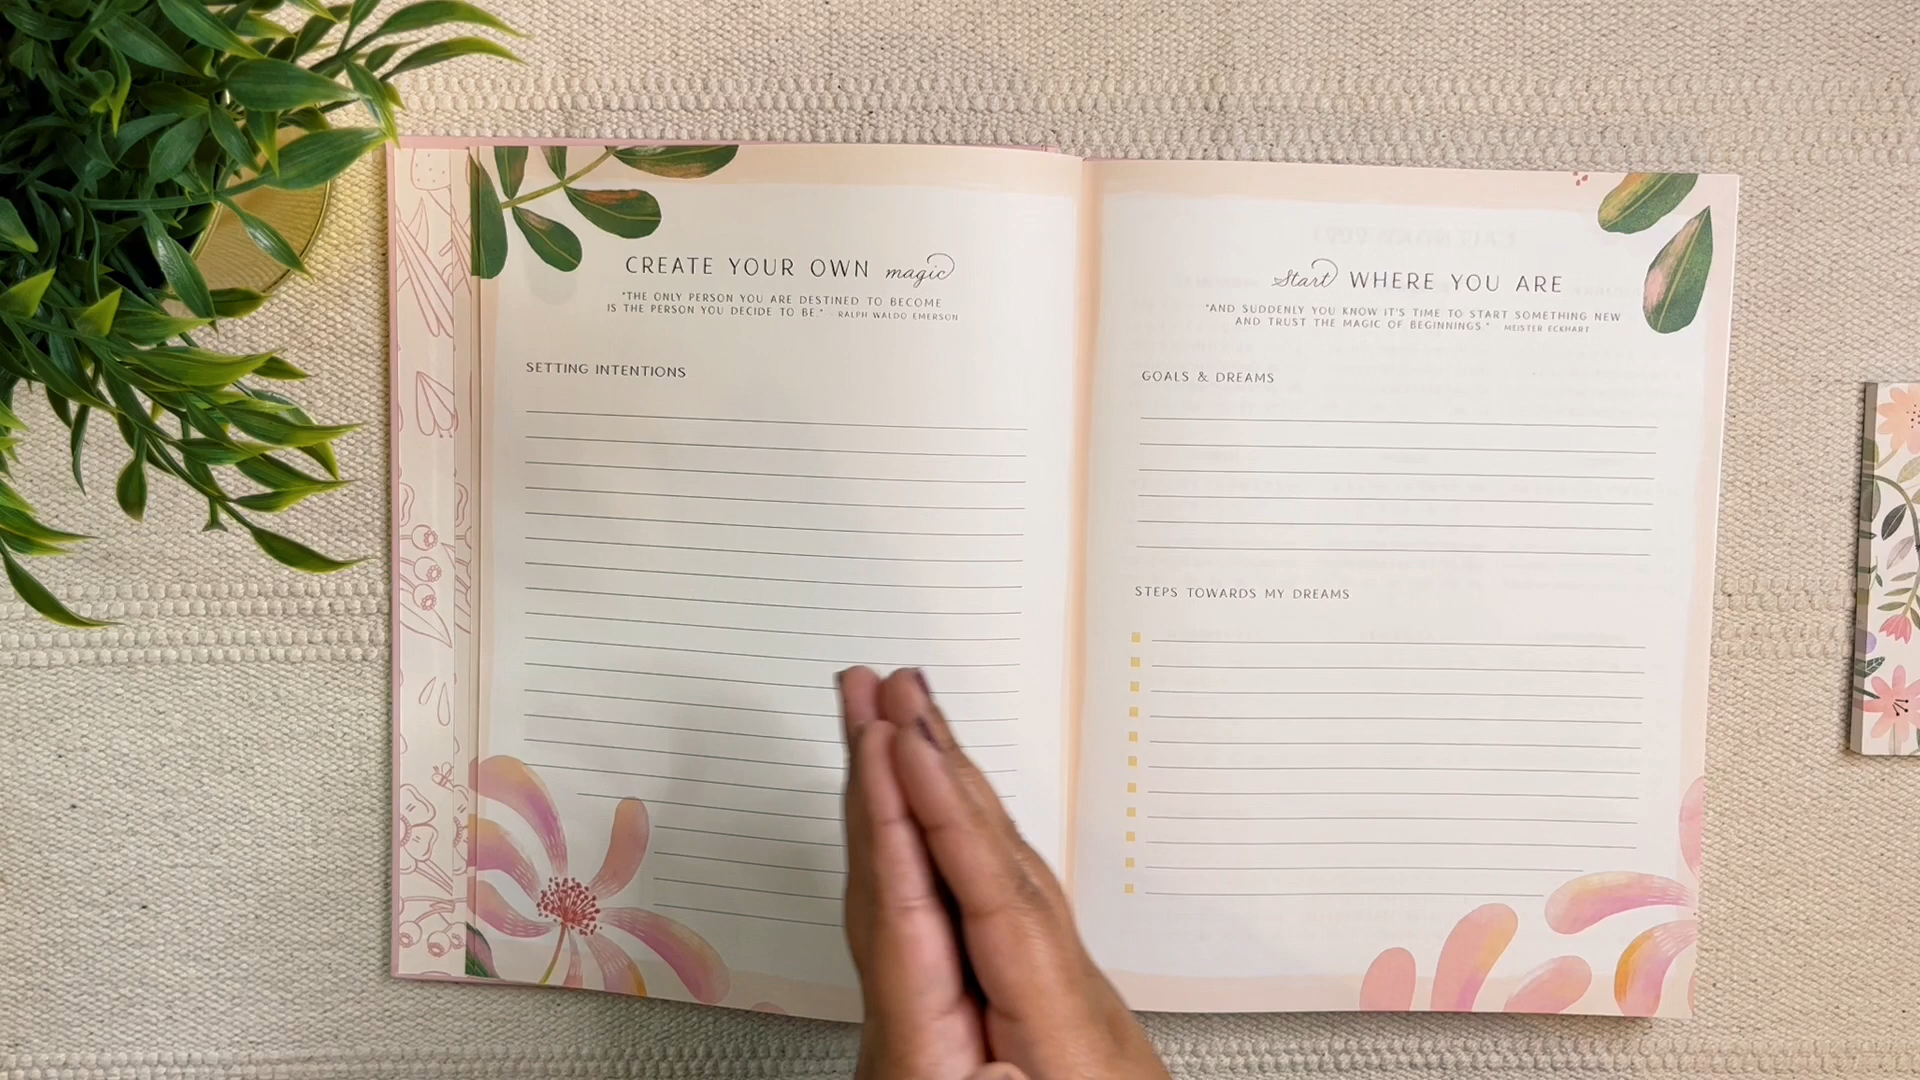 CREATE YOUR OWN magic
"THE ONLY PERSON YOU ARE DESTINED TO BECOME
IS THE PERSON YOU DECIDE TO BE." - RALPH WALDO EMERSON
SETTING INTENTIONS
Start WHERE YOU ARE
"AND SUDDENLY YOU KNOW IT'S TIME TO START SOMETHING NEW
AND TRUST THE MAGIC OF BEGINNINGS." - MEISTER ECKHART
GOALS & DREAMS
STEPS TOWARDS MY DREAMS